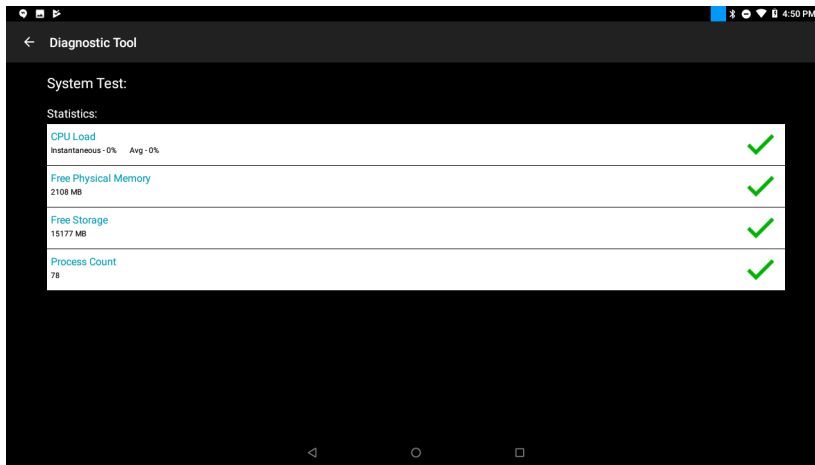 4:50 PM
Diagnostic Tool
System Test:
Statistics:
CPU Load
Instantaneous - 0% Avg - 0%
Free Physical Memory
2108 MB
Free Storage
15177 MB
Process Count
78